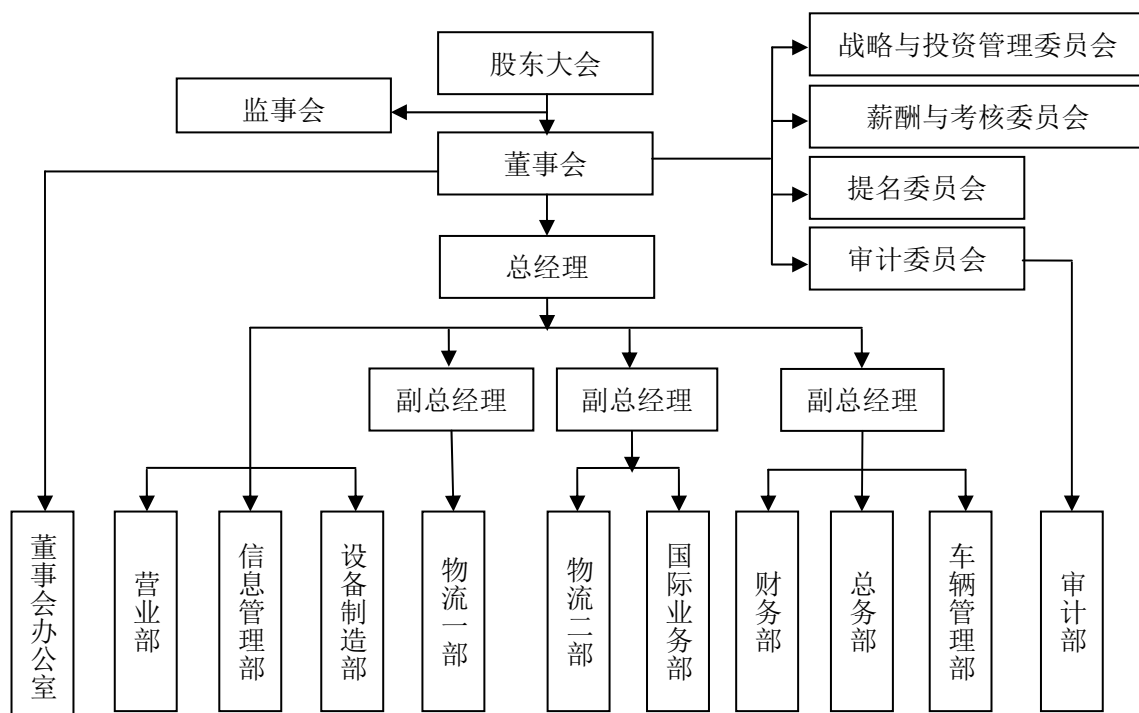 股东大会
战略与投资管理委员会
监事会
薪酬与考核委员会
董事会
提名委员会
总经理
审计委员会
副总经理
副总经理
副总经理
董事会办公室
营业部
信息管理部
设备制造部
物流一部
物流二部
国际业务部
财务部
总务部
车辆管理部
审计部